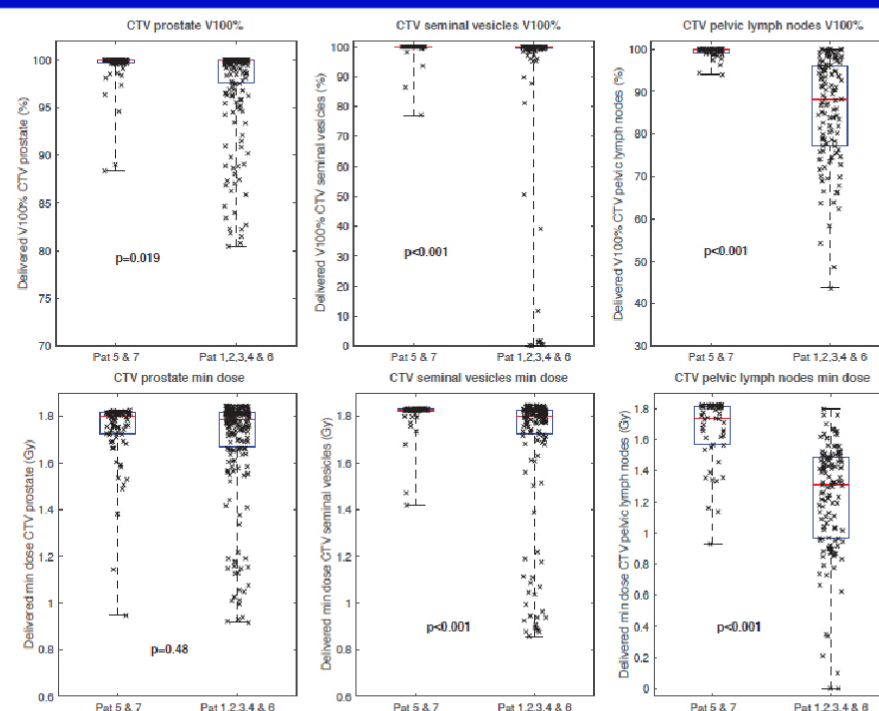 CTV prostate V100%
Delivered V100% CTV prostate (%)
100
95
90
85
80
75
70
p=0.019
Pat 5 & 7
Pat 1,2,3,4 & 6
CTV seminal vesicles V100%
Delivered V100% CTV seminal vesicles (%)
100
90
80
70
60
50
40
30
20
10
0
p<0.001
Pat 5 & 7
Pat 1,2,3,4 & 6
CTV pelvic lymph nodes V100%
Delivered V100% CTV pelvic lymph nodes (%)
100
90
80
70
60
50
40
30
p<0.001
Pat 5 & 7
Pat 1,2,3,4 & 6
CTV prostate min dose
Delivered min dose CTV prostate (Gy)
1.8
1.6
1.4
1.2
1
0.8
0.6
p=0.48
Pat 5 & 7
Pat 1,2,3,4 & 6
CTV seminal vesicles min dose
Delivered min dose CTV seminal vesicles (Gy)
1.8
1.6
1.4
1.2
1
0.8
0.6
p<0.001
Pat 5 & 7
Pat 1,2,3,4 & 6
CTV pelvic lymph nodes min dose
Delivered min dose CTV pelvic lymph nodes (Gy)
1.8
1.6
1.4
1.2
1
0.8
0.6
0.4
0.2
0
p<0.001
Pat 5 & 7
Pat 1,2,3,4 & 6